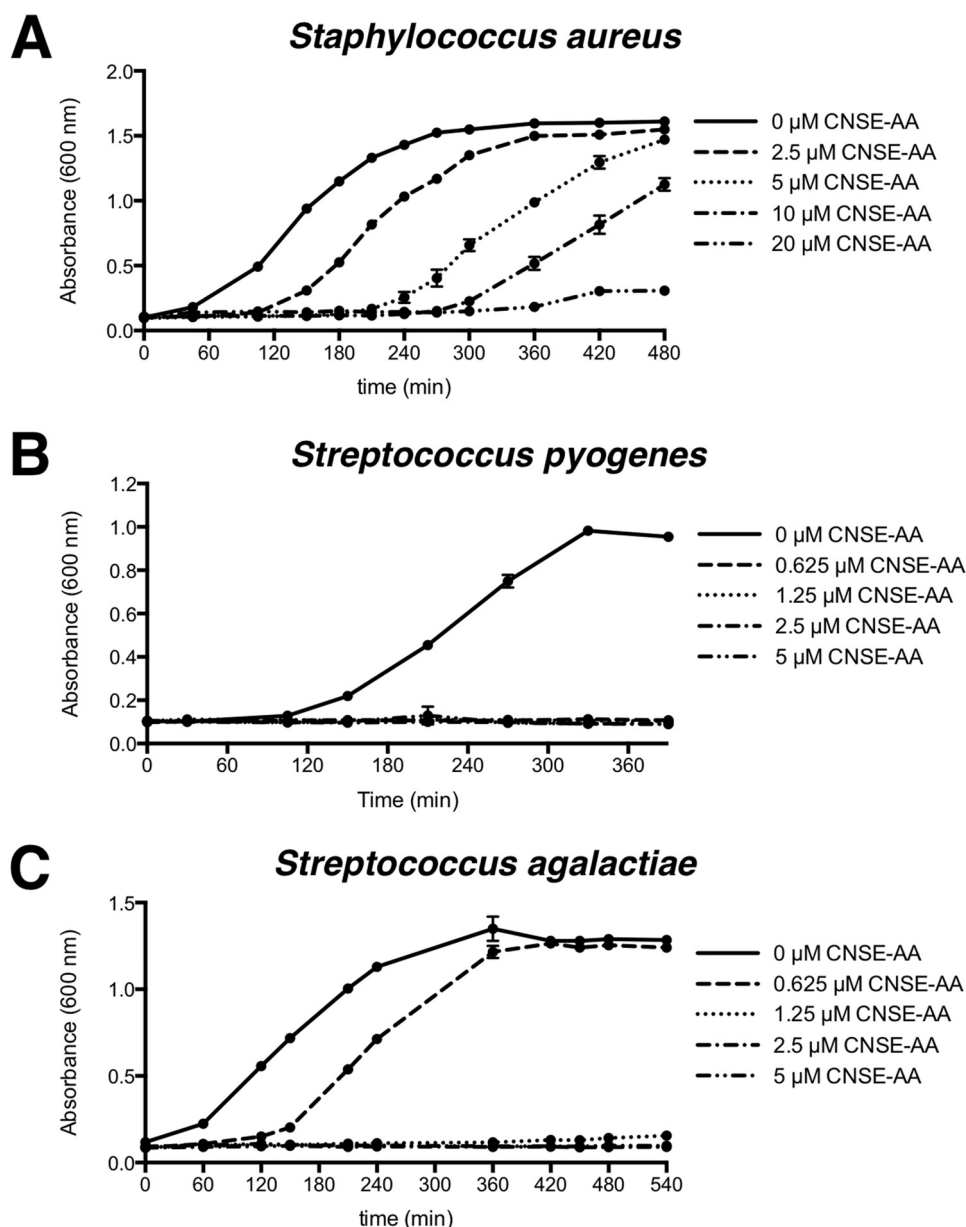 A
Staphylococcus aureus
2.0
1.5
1.0
0.5
0.0
Absorbance (600 nm)
0 60 120 180 240 300 360 420 480
time (min)
0 µM CNSE-AA
2.5 µM CNSE-AA
5 µM CNSE-AA
10 µM CNSE-AA
20 µM CNSE-AA
B
Streptococcus pyogenes
1.2
1.0
0.8
0.6
0.4
0.2
0.0
Absorbance (600 nm)
0 60 120 180 240 300 360
Time (min)
0 µM CNSE-AA
0.625 µM CNSE-AA
1.25 µM CNSE-AA
2.5 µM CNSE-AA
5 µM CNSE-AA
C
Streptococcus agalactiae
1.5
1.0
0.5
0.0
Absorbance (600 nm)
0 60 120 180 240 300 360 420 480 540
time (min)
0 µM CNSE-AA
0.625 µM CNSE-AA
1.25 µM CNSE-AA
2.5 µM CNSE-AA
5 µM CNSE-AA